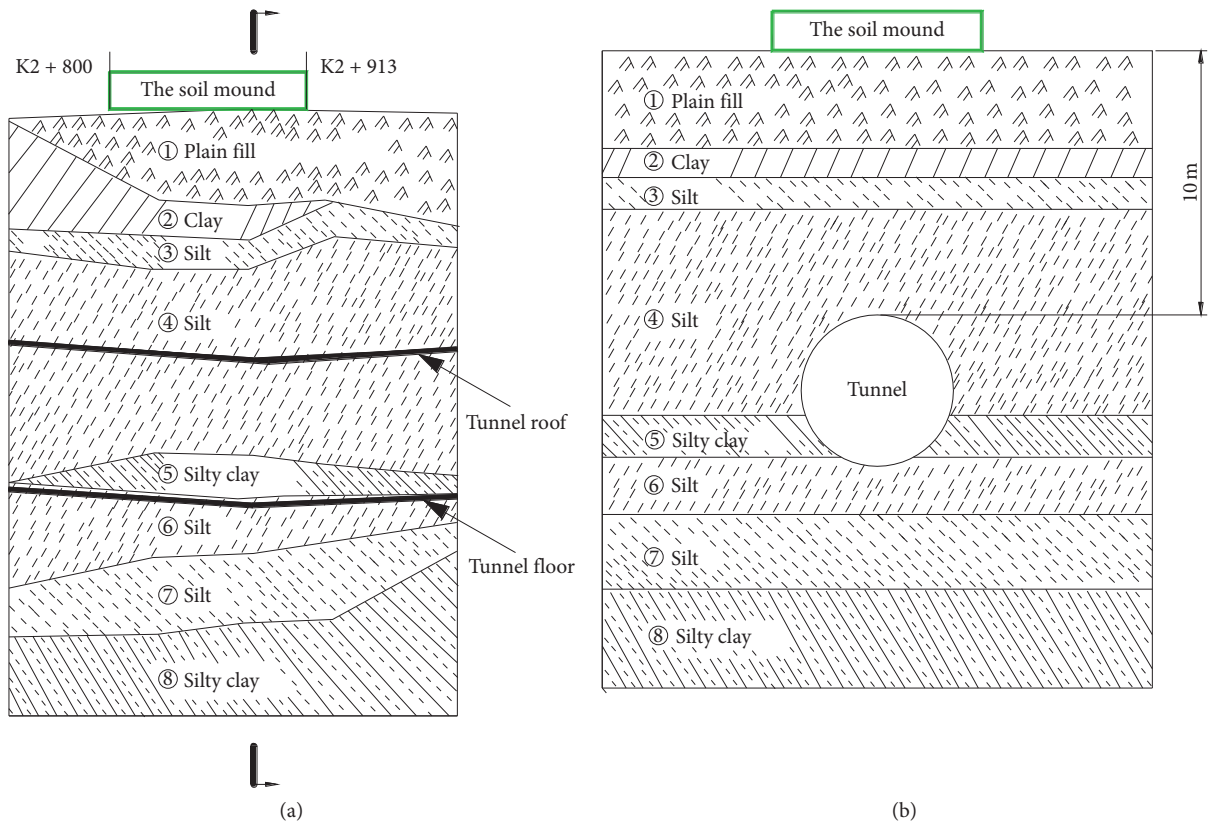 K2 + 800
K2 + 913
The soil mound
① Plain fill
② Clay
③ Silt
④ Silt
Tunnel roof
⑤ Silty clay
⑥ Silt
Tunnel floor
⑦ Silt
⑧ Silty clay
(a)
The soil mound
① Plain fill
② Clay
③ Silt
10 m
④ Silt
Tunnel
⑤ Silty clay
⑥ Silt
⑦ Silt
⑧ Silty clay
(b)